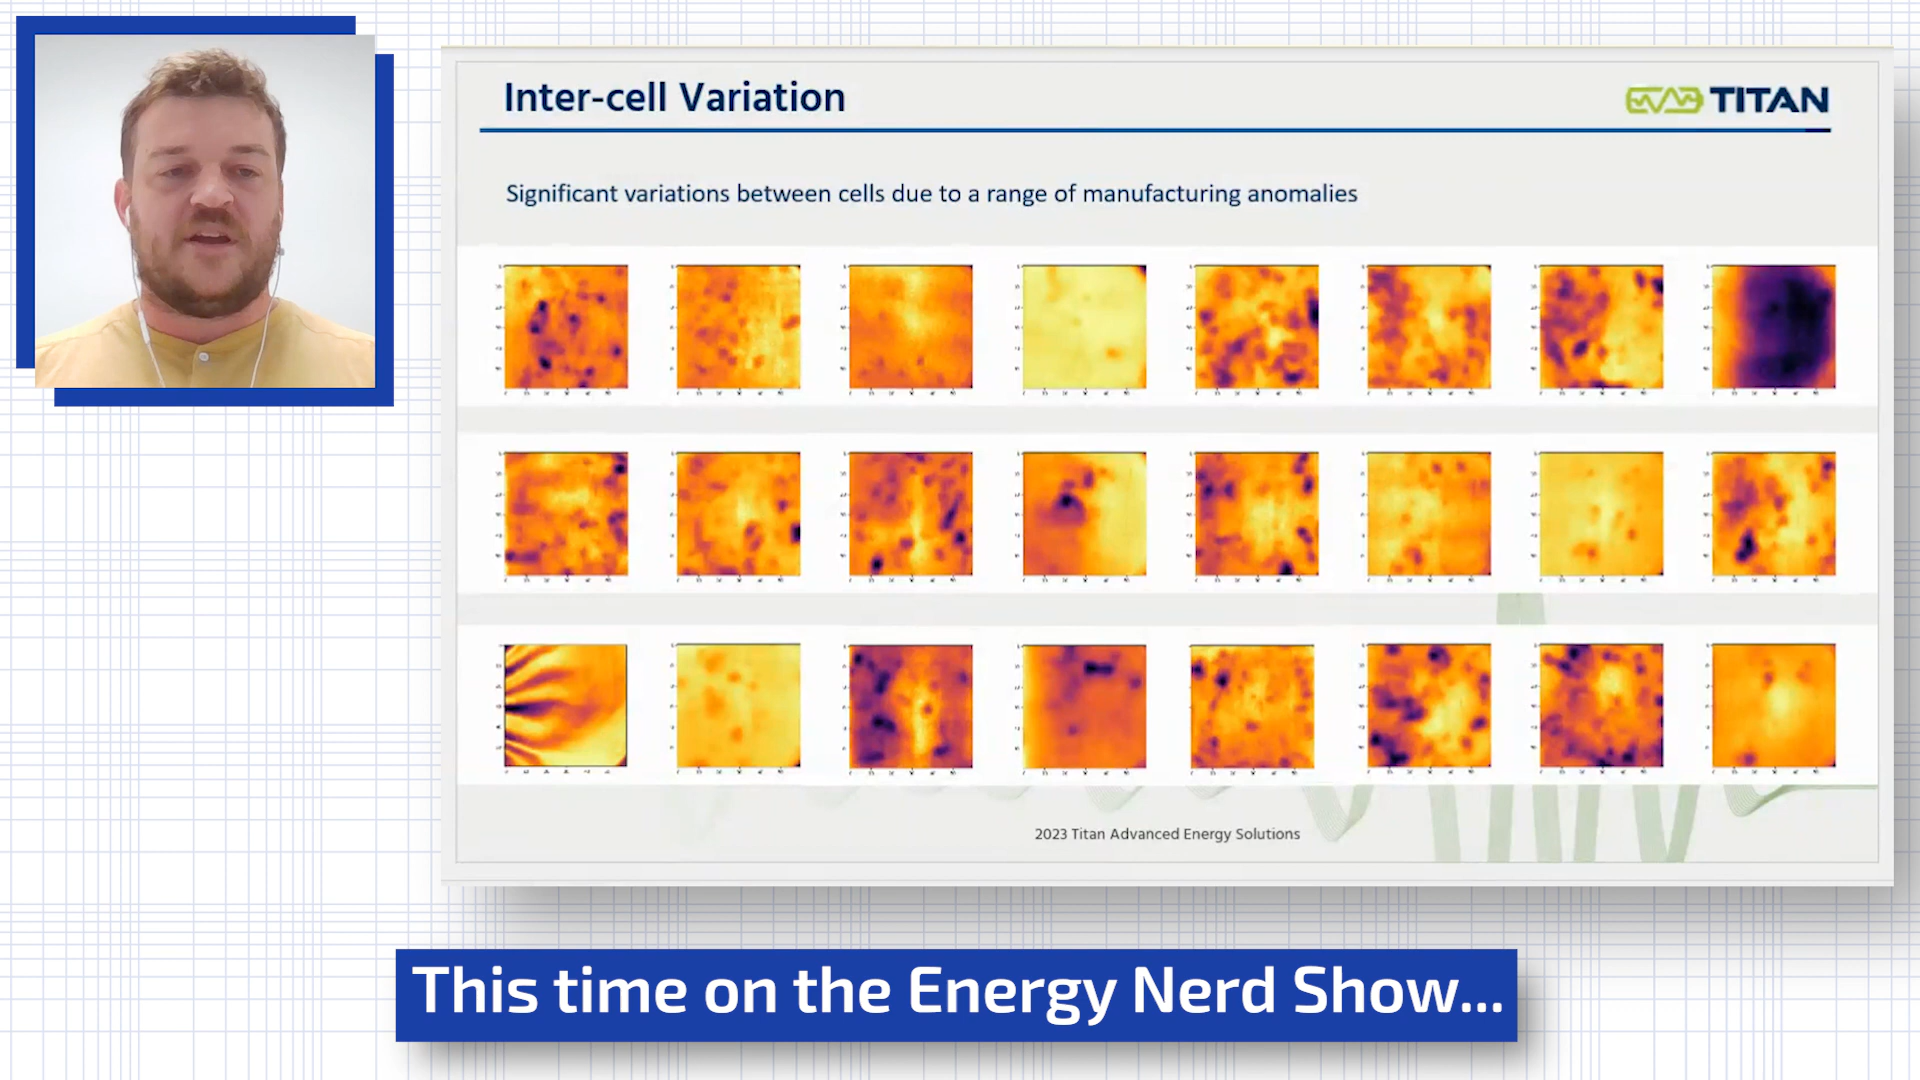 Inter-cell Variation
TITAN
Significant variations between cells due to a range of manufacturing anomalies
2023 Titan Advanced Energy Solutions
This time on the Energy Nerd Show...